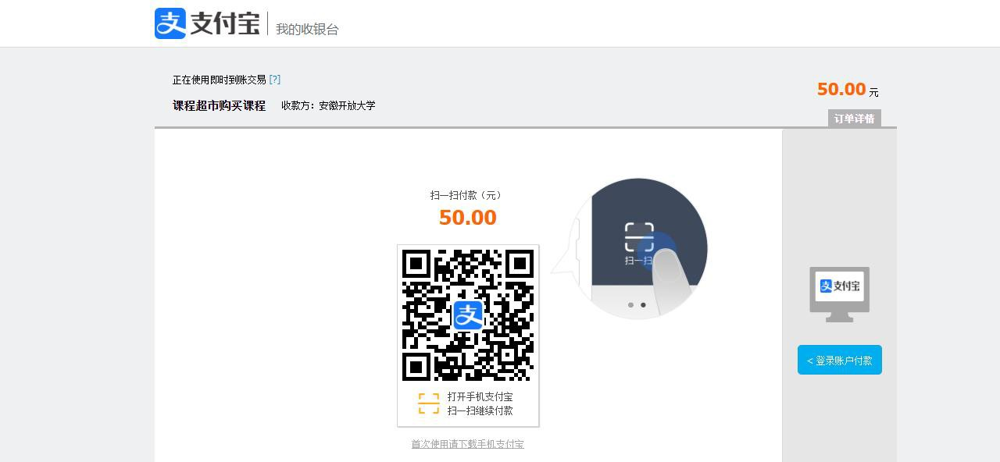 支付宝 我的收银台
正在使用即时到账交易 [?]
50.00 元
课程超市购买课程 收款方：安徽开放大学
订单详情
扫一扫付款（元）
50.00
扫一扫
支付宝
< 登录账户付款
打开手机支付宝
扫一扫继续付款
首次使用请下载手机支付宝